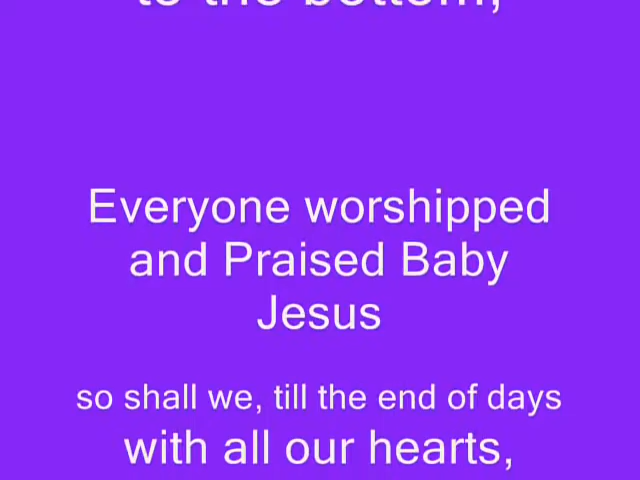 to the bottom,
Everyone worshipped
and Praised Baby
Jesus
so shall we, till the end of days
with all our hearts,